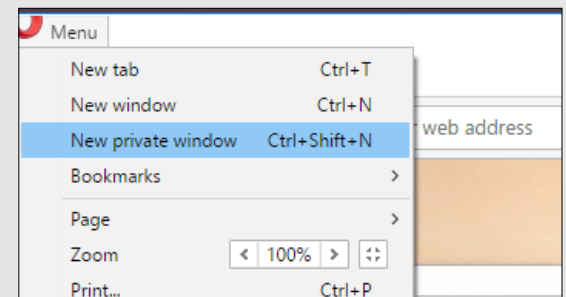 Menu
New tab Ctrl+T
New window Ctrl+N
New private window Ctrl+Shift+N
web address
Bookmarks >
Page >
Zoom < 100% >
Print... Ctrl+P